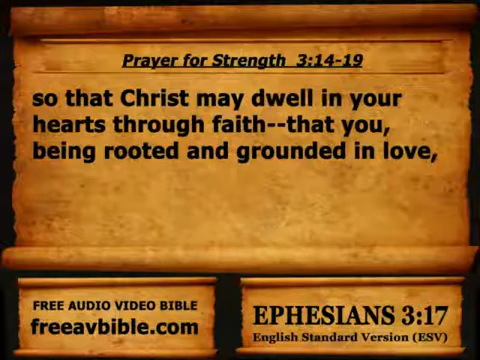 Prayer for Strength 3:14-19
so that Christ may dwell in your
hearts through faith--that you,
being rooted and grounded in love,
FREE AUDIO VIDEO BIBLE
freeavbible.com
EPHESIANS 3:17
English Standard Version (ESV)